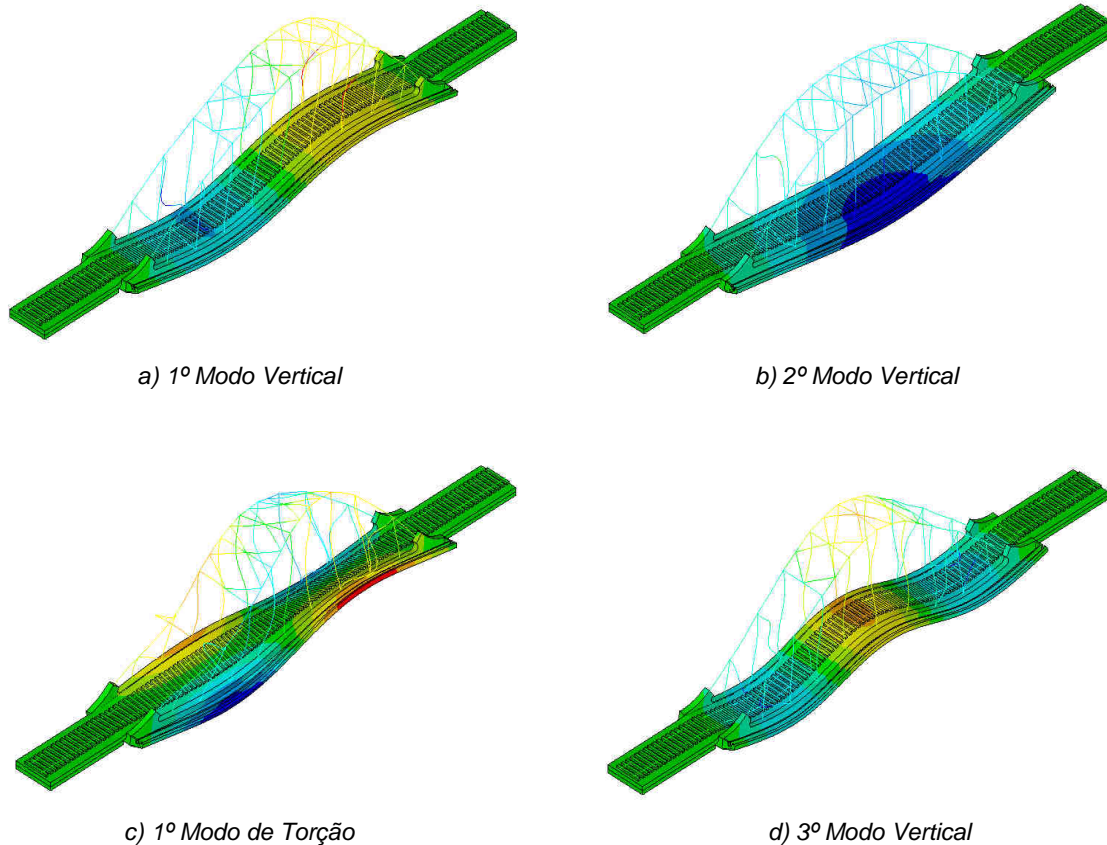 a) 1º Modo Vertical
b) 2º Modo Vertical
c) 1º Modo de Torção
d) 3º Modo Vertical